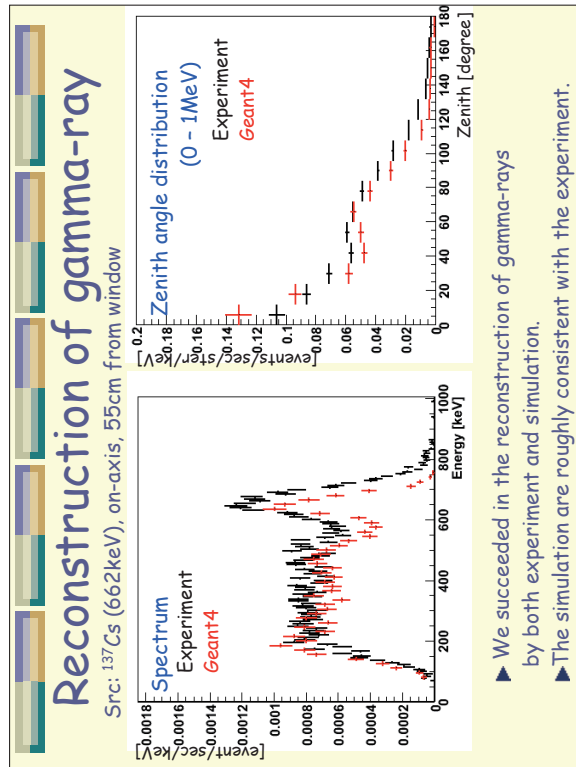 Reconstruction of gamma-ray
Src: ¹³⁷Cs (662keV), on-axis, 55cm from window
[event/sec/keV]
Spectrum
Experiment
Geant4
0.0018
0.0016
0.0014
0.0012
0.001
0.0008
0.0006
0.0004
0.0002
0
0 200 400 600 800 1000
Energy [keV]
[events/sec/ster/keV]
Zenith angle distribution
(0 - 1MeV)
Experiment
Geant4
0.2
0.18
0.16
0.14
0.12
0.1
0.08
0.06
0.04
0.02
0
0 20 40 60 80 100 120 140 160 180
Zenith [degree]
▶We succeeded in the reconstruction of gamma-rays
by both experiment and simulation.
▶The simulation are roughly consistent with the experiment.